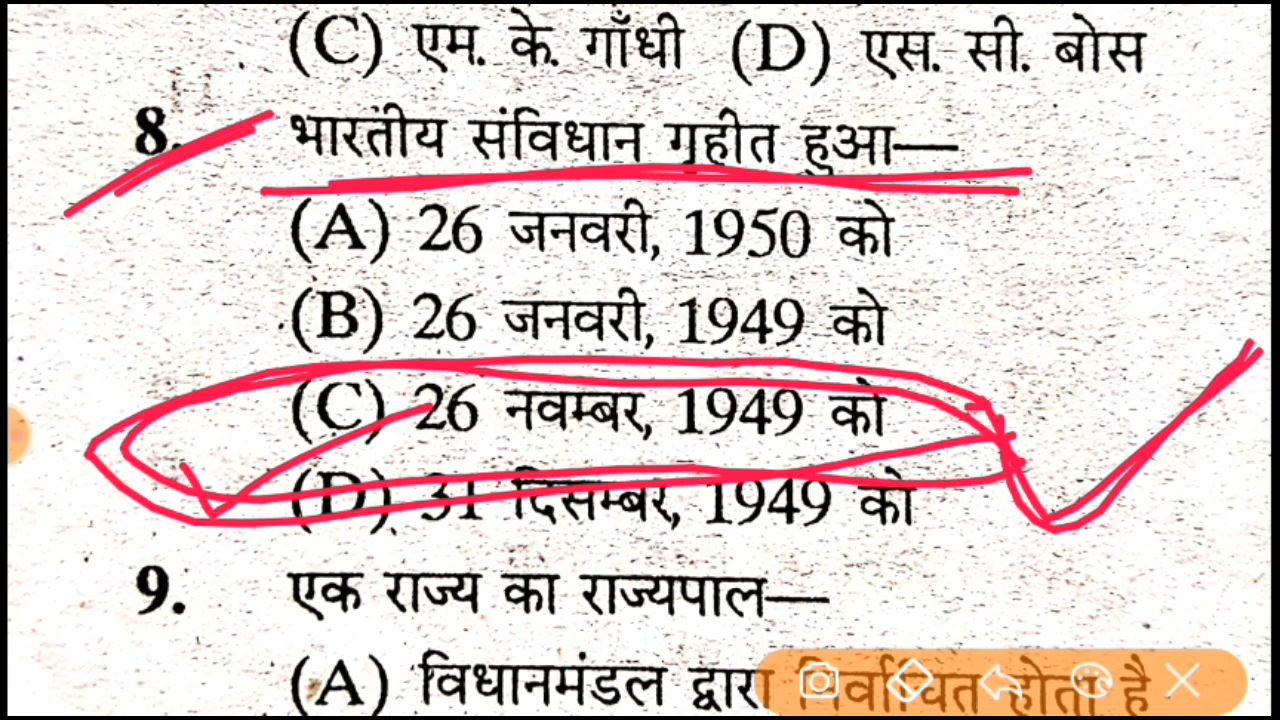 (C) एम. के. गाँधी (D) एस. सी. बोस
8. भारतीय संविधान गृहीत हुआ—
(A) 26 जनवरी, 1950 को
(B) 26 जनवरी, 1949 को
(C) 26 नवम्बर, 1949 को
(D) 31 दिसम्बर, 1949 को
9. एक राज्य का राज्यपाल—
(A) विधानमंडल द्वारा निर्वाचित होता है